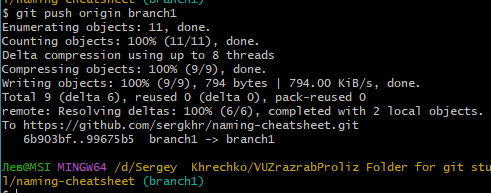 l/naming-cheatsheet (branch1)
$ git push origin branch1
Enumerating objects: 11, done.
Counting objects: 100% (11/11), done.
Delta compression using up to 8 threads
Compressing objects: 100% (9/9), done.
Writing objects: 100% (9/9), 794 bytes | 794.00 KiB/s, done.
Total 9 (delta 6), reused 0 (delta 0), pack-reused 0
remote: Resolving deltas: 100% (6/6), completed with 2 local objects.
To https://github.com/sergkhr/naming-cheatsheet.git
   6b903bf..99675b5  branch1 -> branch1

Лев@MSI MINGW64 /d/Sergey  Khrechko/VUZrazrabProliz Folder for git stu
l/naming-cheatsheet (branch1)
$